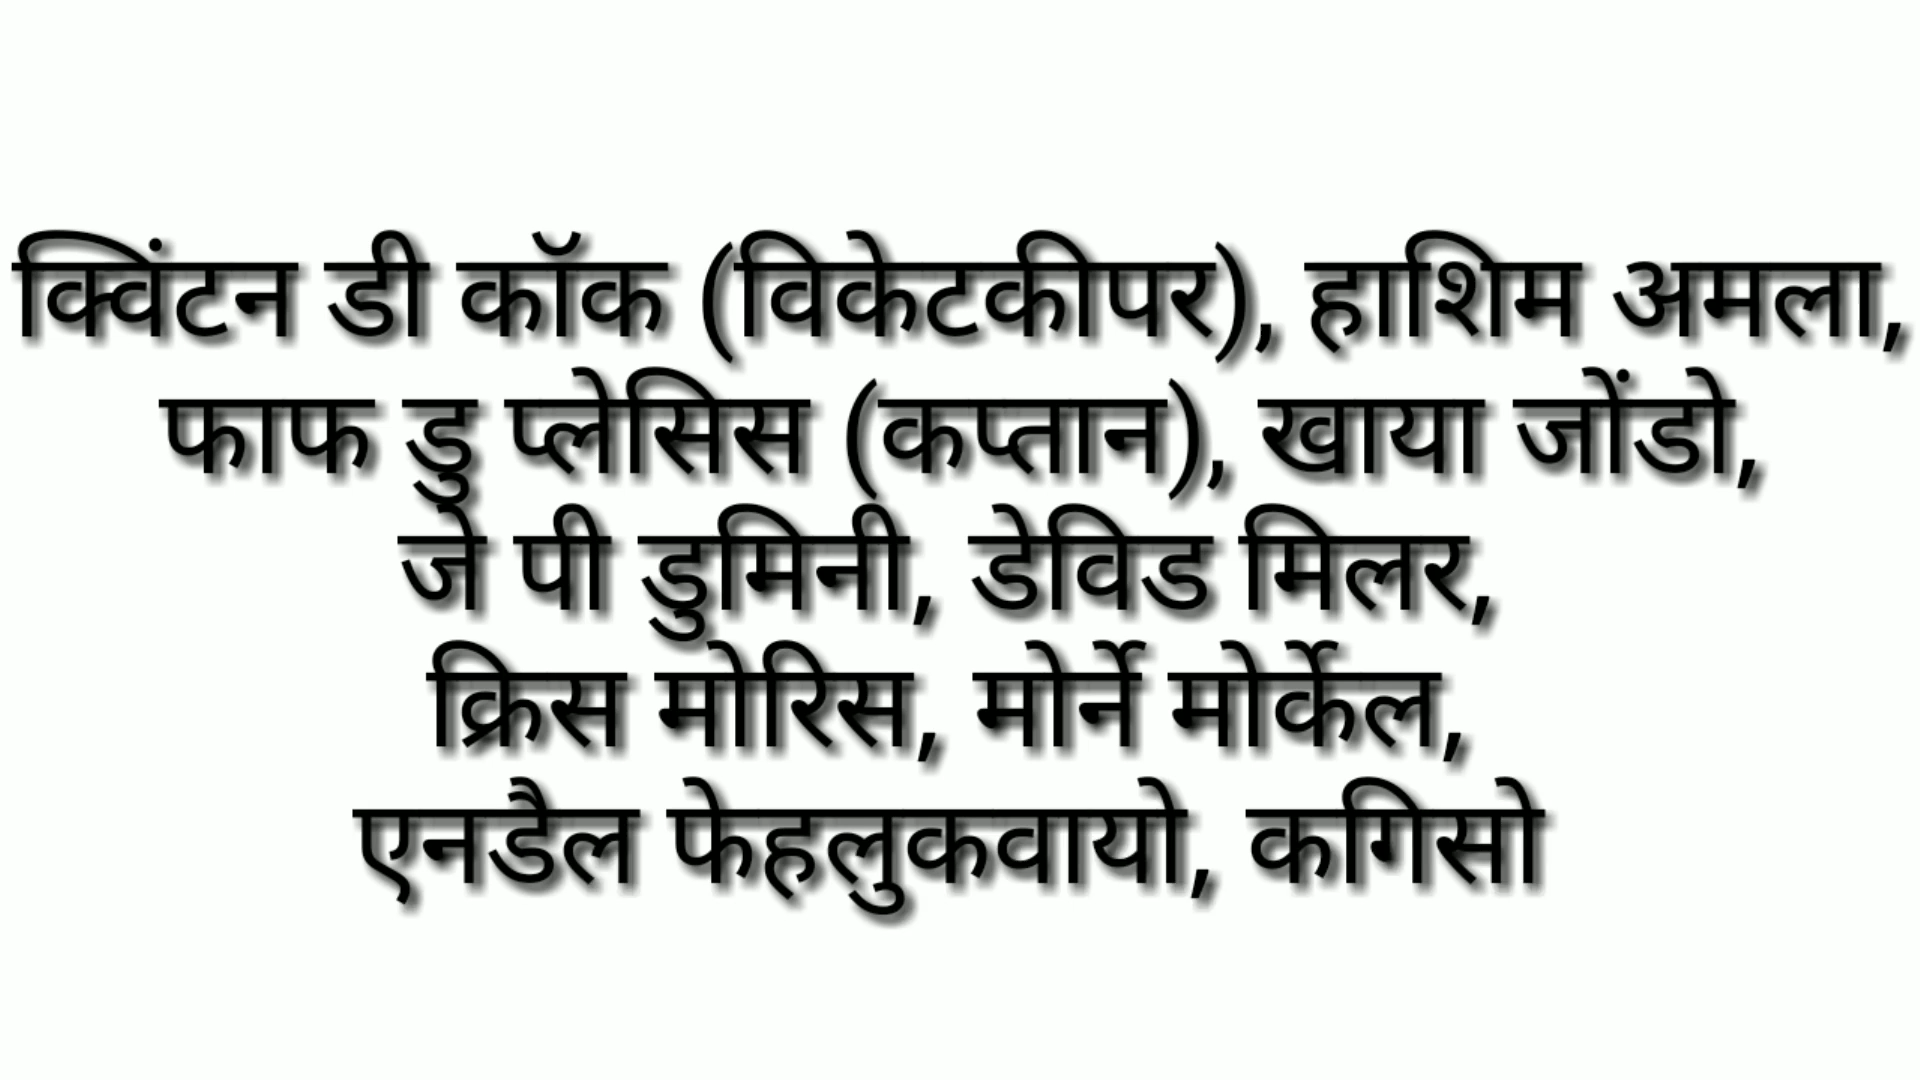 क्विंटन डी कॉक (विकेटकीपर), हाशिम अमला,
फाफ डु प्लेसिस (कप्तान), खाया जोंडो,
जे पी डुमिनी, डेविड मिलर,
क्रिस मोरिस, मोर्ने मोर्केल,
एनडैल फेहलुकवायो, कगिसो